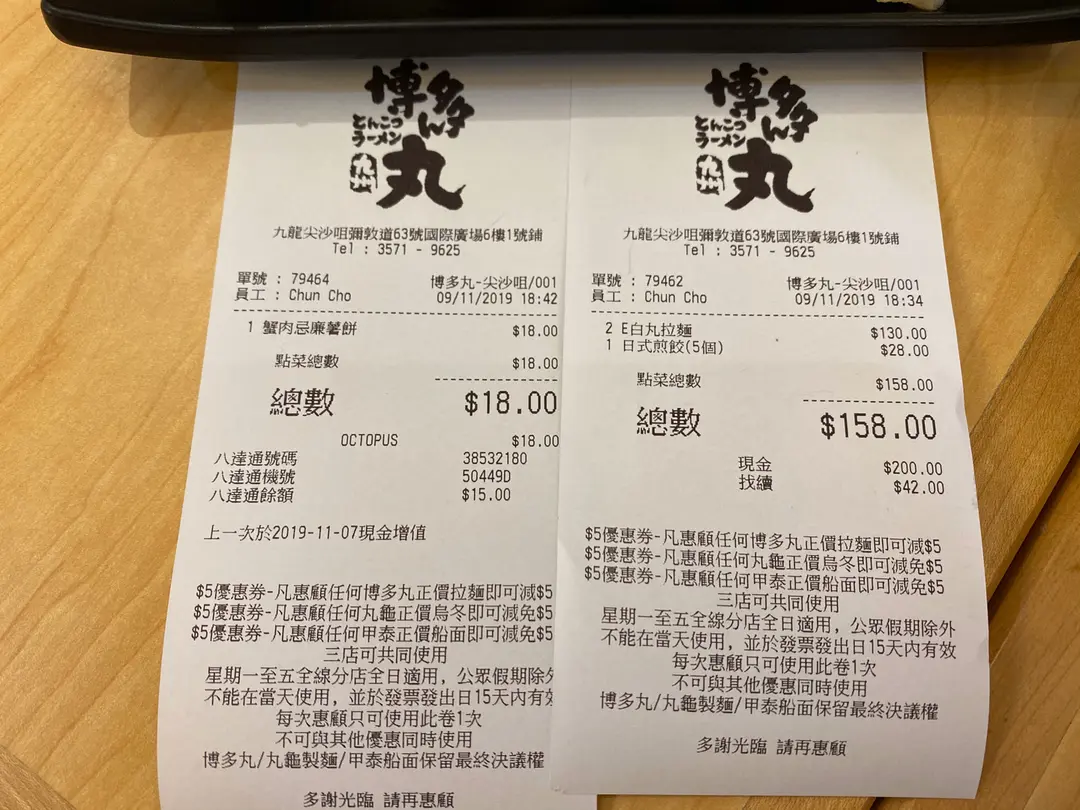 博多
とんこつ
ラーメン
んん
九州
丸
九龍尖沙咀彌敦道63號國際廣場6樓1號鋪
Tel : 3571 - 9625
單號 : 79464 博多丸-尖沙咀/001
員工 : Chun Cho 09/11/2019 18:42
1 蟹肉忌廉薯餅 $18.00
點菜總數 $18.00
總數 $18.00
OCTOPUS $18.00
八達通號碼 38532180
八達通機號 50449D
八達通餘額 $15.00
上一次於2019-11-07現金增值
$5優惠券-凡惠顧任何博多丸正價拉麵即可減$5
$5優惠券-凡惠顧任何丸龜正價烏冬即可減免$5
$5優惠券-凡惠顧任何甲泰正價船面即可減免$5
三店可共同使用
星期一至五全線分店全日適用，公眾假期除外
不能在當天使用，並於發票發出日15天內有效
每次惠顧只可使用此卷1次
不可與其他優惠同時使用
博多丸/丸龜製麵/甲泰船面保留最終決議權
多謝光臨 請再惠顧
博多
とんこつ
ラーメン
んん
九州
丸
九龍尖沙咀彌敦道63號國際廣場6樓1號鋪
Tel : 3571 - 9625
單號 : 79462 博多丸-尖沙咀/001
員工 : Chun Cho 09/11/2019 18:34
2 E白丸拉麵 $130.00
1 日式煎餃(5個) $28.00
點菜總數 $158.00
總數 $158.00
現金 $200.00
找續 $42.00
$5優惠券-凡惠顧任何博多丸正價拉麵即可減$5
$5優惠券-凡惠顧任何丸龜正價烏冬即可減免$5
$5優惠券-凡惠顧任何甲泰正價船面即可減免$5
三店可共同使用
星期一至五全線分店全日適用，公眾假期除外
不能在當天使用，並於發票發出日15天內有效
每次惠顧只可使用此卷1次
不可與其他優惠同時使用
博多丸/丸龜製麵/甲泰船面保留最終決議權
多謝光臨 請再惠顧